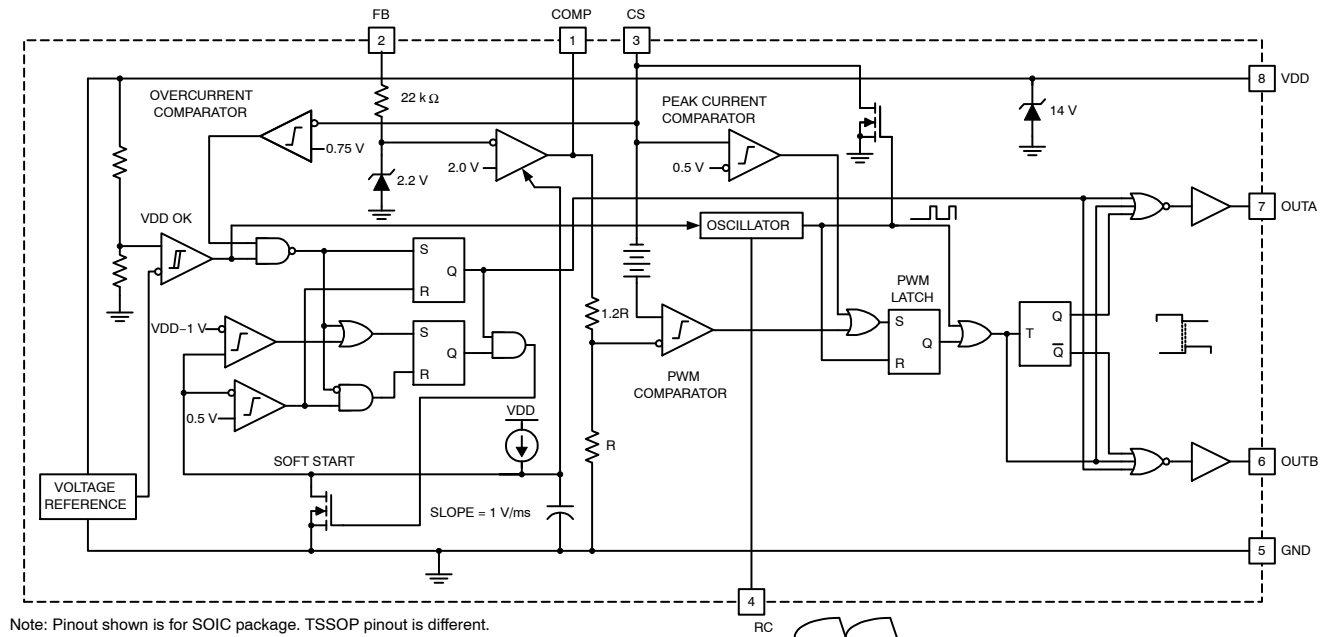 FB
COMP
CS
2
1
3
8
VDD
OVERCURRENT
COMPARATOR
22 kΩ
PEAK CURRENT
COMPARATOR
14 V
0.75 V
2.0 V
0.5 V
2.2 V
7
OUTA
VDD OK
OSCILLATOR
S
Q
R
PWM
LATCH
1.2R
S
Q
R
VDD−1 V
S
Q
R
T
Q
Q̅
PWM
COMPARATOR
0.5 V
VDD
R
SOFT START
6
OUTB
VOLTAGE
REFERENCE
SLOPE = 1 V/ms
5
GND
4
RC
Note: Pinout shown is for SOIC package. TSSOP pinout is different.